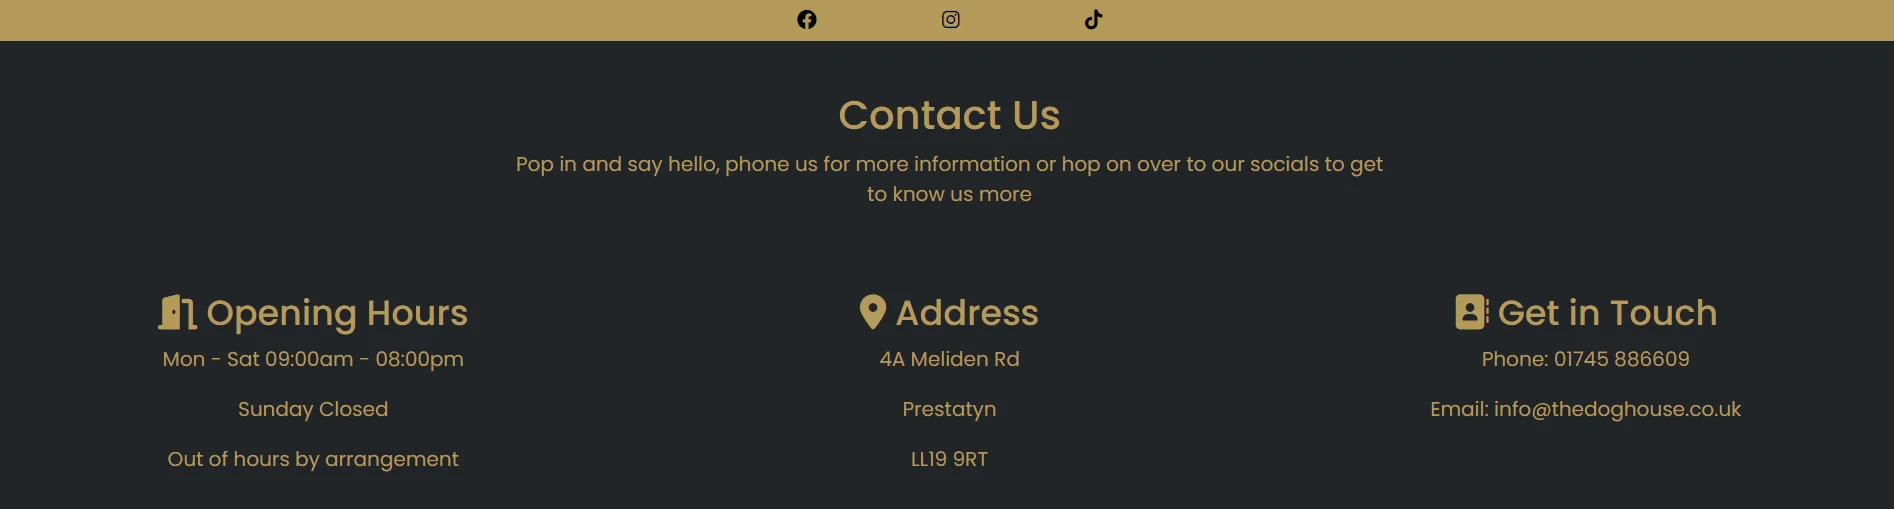 Contact Us
Pop in and say hello, phone us for more information or hop on over to our socials to get
to know us more
Opening Hours
Mon - Sat 09:00am - 08:00pm
Sunday Closed
Out of hours by arrangement
Address
4A Meliden Rd
Prestatyn
LL19 9RT
Get in Touch
Phone: 01745 886609
Email: info@thedoghouse.co.uk